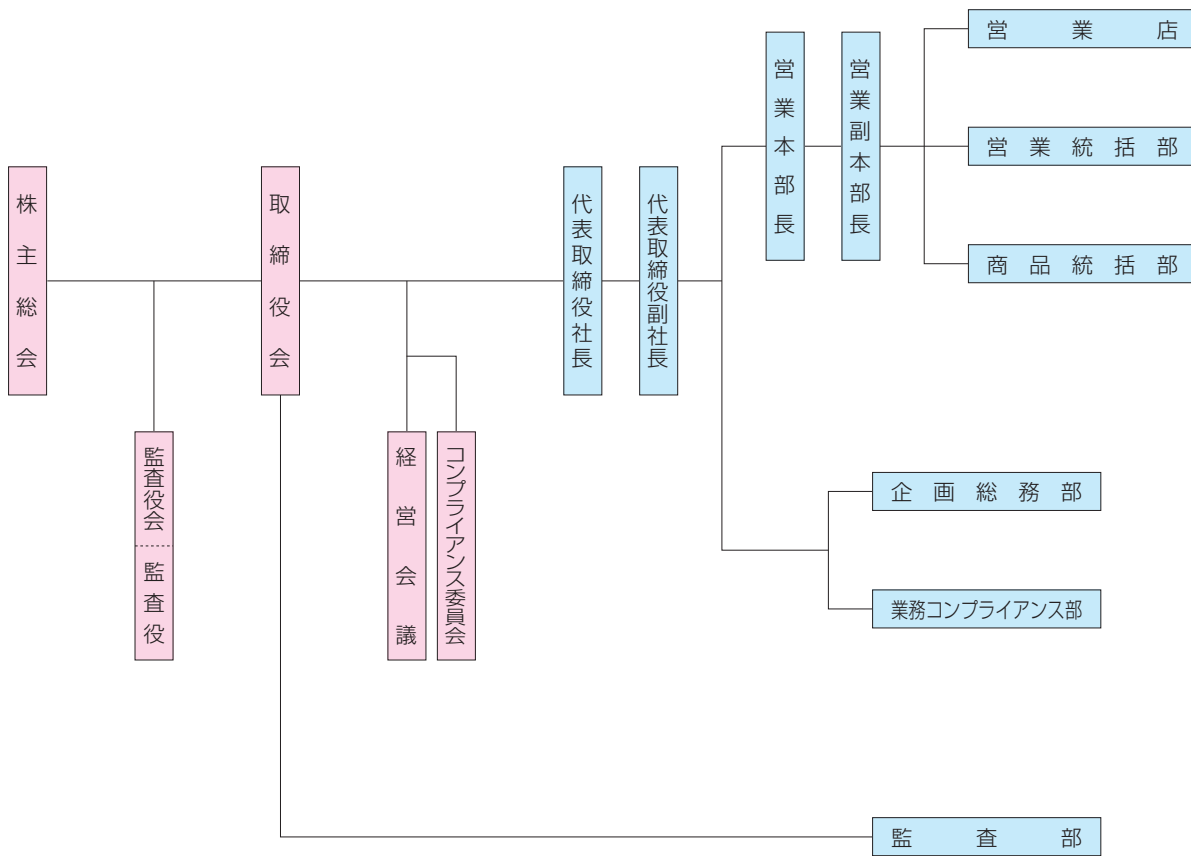 株主総会
監査役会
監査役
取締役会
経営会議
コンプライアンス委員会
代表取締役社長
代表取締役副社長
営業本部長
営業副本部長
営業店
営業統括部
商品統括部
企画総務部
業務コンプライアンス部
監査部